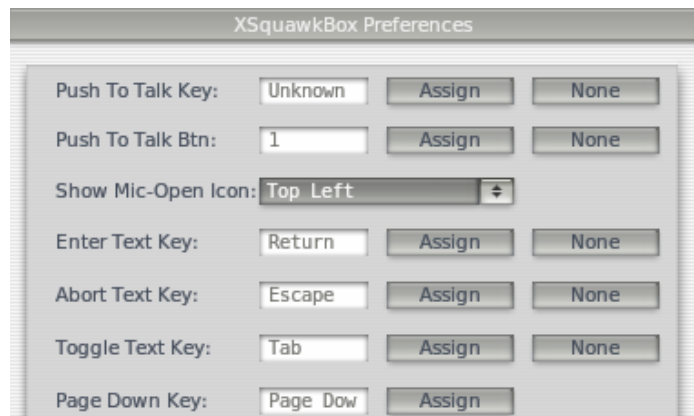 XSquawkBox Preferences
Push To Talk Key: Unknown Assign None
Push To Talk Btn: 1 Assign None
Show Mic-Open Icon: Top Left
Enter Text Key: Return Assign None
Abort Text Key: Escape Assign None
Toggle Text Key: Tab Assign None
Page Down Key: Page Dow Assign